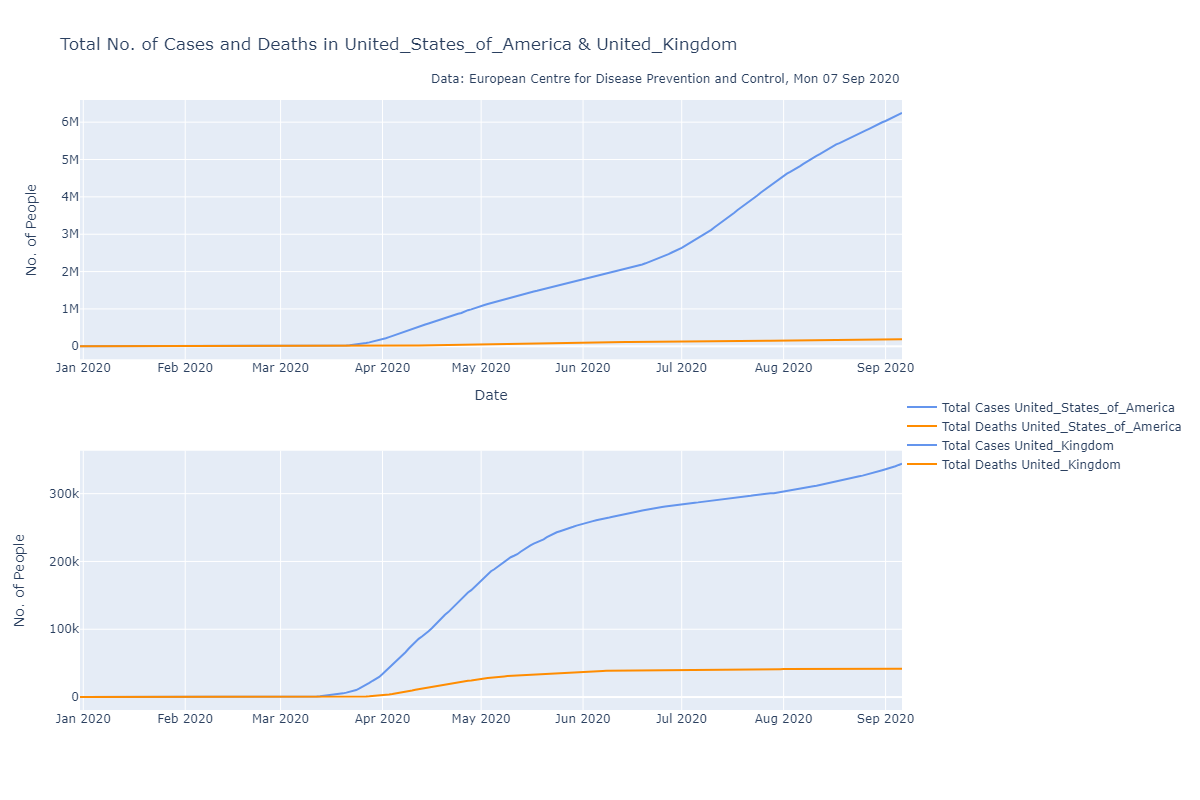 Total No. of Cases and Deaths in United_States_of_America & United_Kingdom
Data: European Centre for Disease Prevention and Control, Mon 07 Sep 2020
No. of People
6M
5M
4M
3M
2M
1M
0
Jan 2020 Feb 2020 Mar 2020 Apr 2020 May 2020 Jun 2020 Jul 2020 Aug 2020 Sep 2020
Date
Total Cases United_States_of_America
Total Deaths United_States_of_America
Total Cases United_Kingdom
Total Deaths United_Kingdom
No. of People
300k
200k
100k
0
Jan 2020 Feb 2020 Mar 2020 Apr 2020 May 2020 Jun 2020 Jul 2020 Aug 2020 Sep 2020